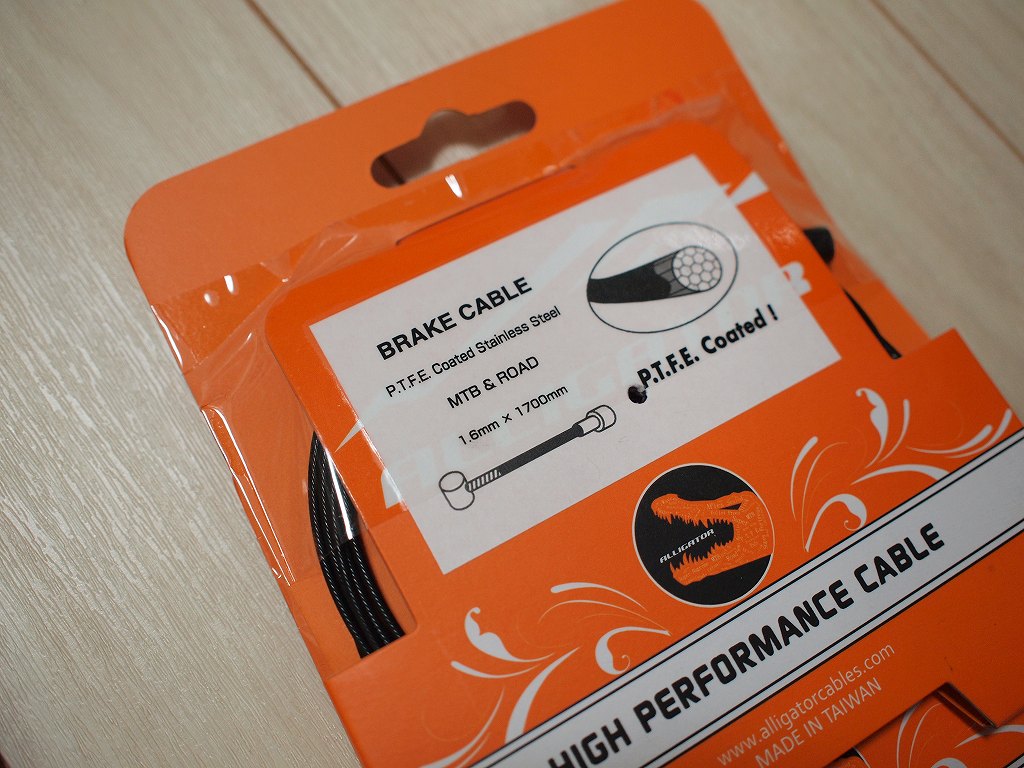 BRAKE CABLE
P.T.F.E. Coated Stainless Steel
MTB & ROAD
1.6mm × 1700mm
P.T.F.E. Coated !
ALLIGATOR
HIGH PERFORMANCE CABLE
www.alligatorcables.com
MADE IN TAIWAN